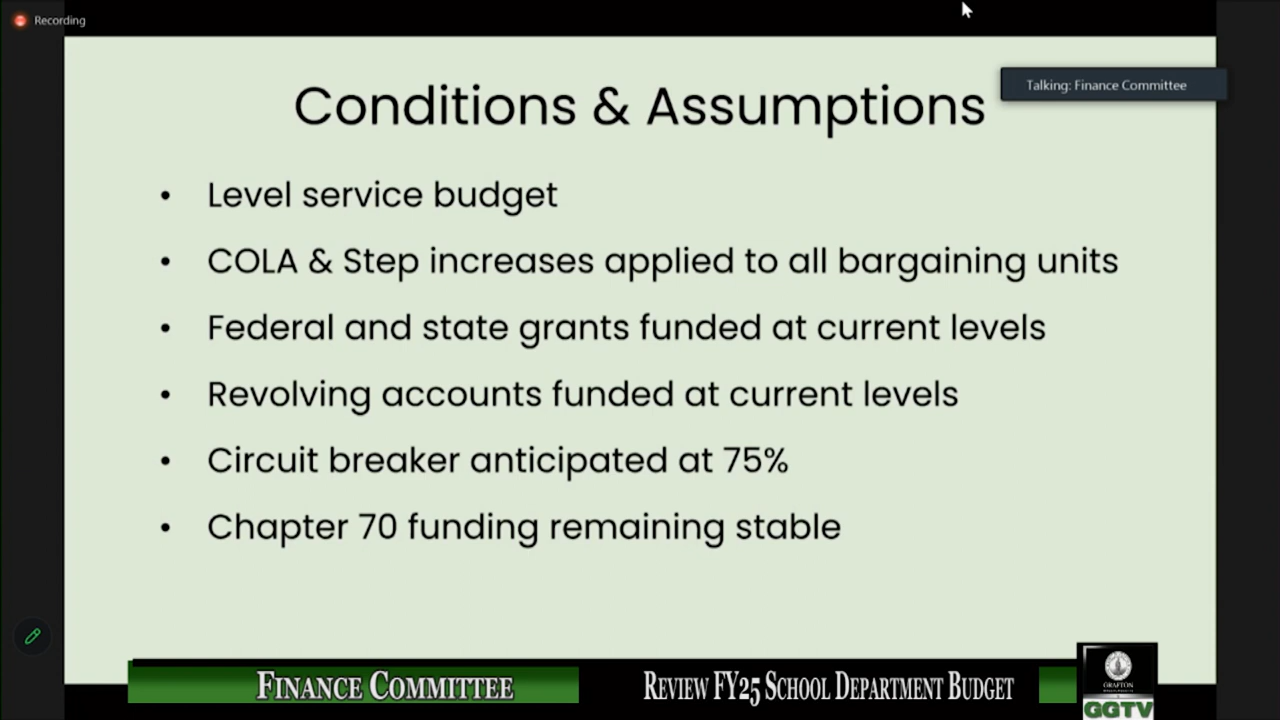 Recording
Talking: Finance Committee
Conditions & Assumptions
• Level service budget
• COLA & Step increases applied to all bargaining units
• Federal and state grants funded at current levels
• Revolving accounts funded at current levels
• Circuit breaker anticipated at 75%
• Chapter 70 funding remaining stable
FINANCE COMMITTEE
REVIEW FY25 SCHOOL DEPARTMENT BUDGET
GRAFTON
GGTV